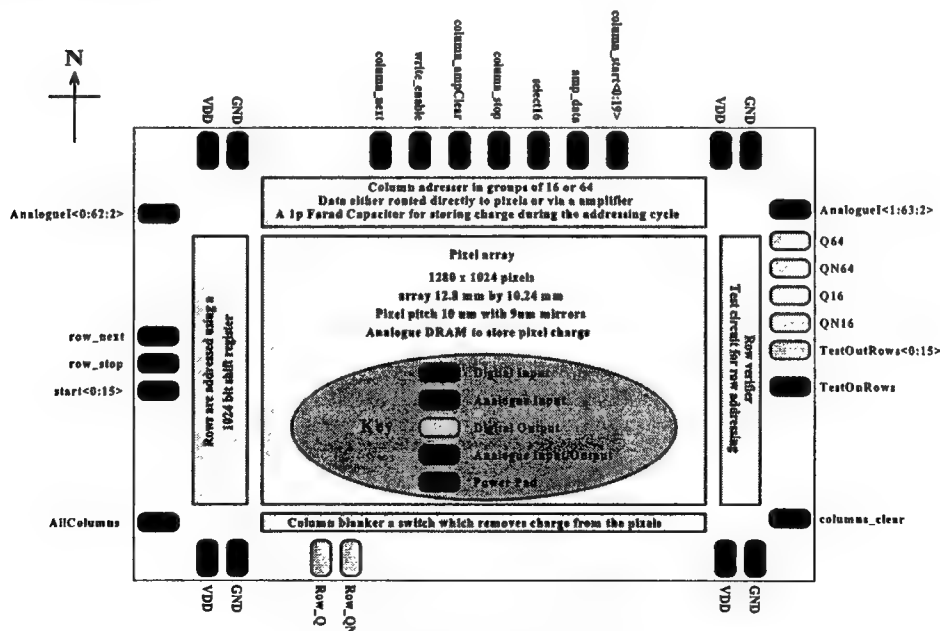 N
column_next
write_enable
column_ampClear
column_stop
select16
amp_data
column_start<0:19>
VDD
GND
VDD
GND
Column adresser in groups of 16 or 64
Data either routed directly to pixels or via a amplifier
A 1p Farad Capacitor for storing charge during the addressing cycle
AnalogueI<0:62:2>
AnalogueI<1:63:2>
Q64
QN64
Q16
QN16
TestOutRows<0:15>
TestOnRows
Pixel array
1280 x 1024 pixels
array 12.8 mm by 10.24 mm
Pixel pitch 10 um with 9um mirrors
Analogue DRAM to store pixel charge
row_next
row_stop
start<0:15>
Rows are addressed using a
1024 bit shift register
Row verifier
Test circuit for row addressing
Key
Digital Input
Analogue Input
Digital Output
Analogue Input/Output
Power Pad
AllColumns
Column blanker a switch which removes charge from the pixels
columns_clear
VDD
GND
Row_Q
Row_QN
VDD
GND